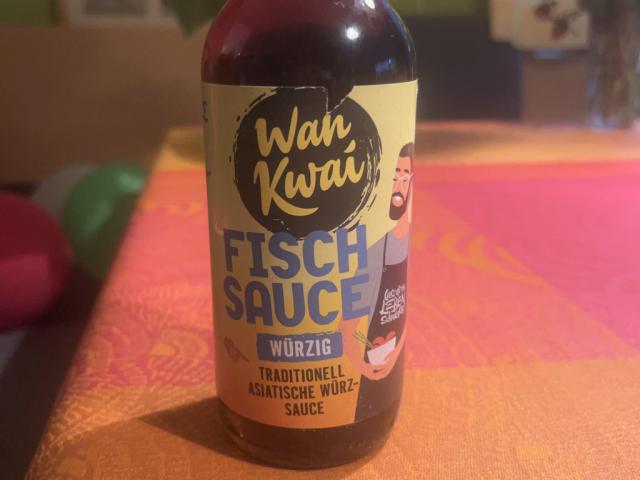 Wan
Kwai
FISCH
SAUCE
WÜRZIG
TRADITIONELL
ASIATISCHE WÜRZ-
SAUCE